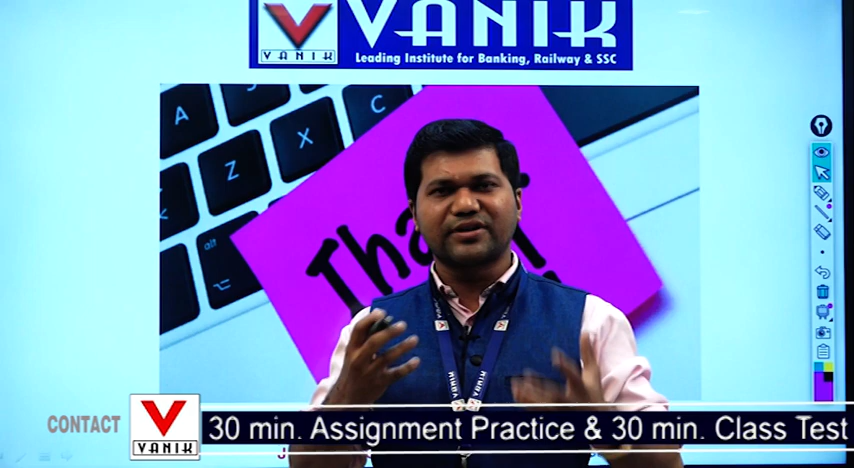 VANIK
VANIK
Leading Institute for Banking, Railway & SSC
A
C
X
Z
alt
CONTACT
VANIK
30 min. Assignment Practice & 30 min. Class Test